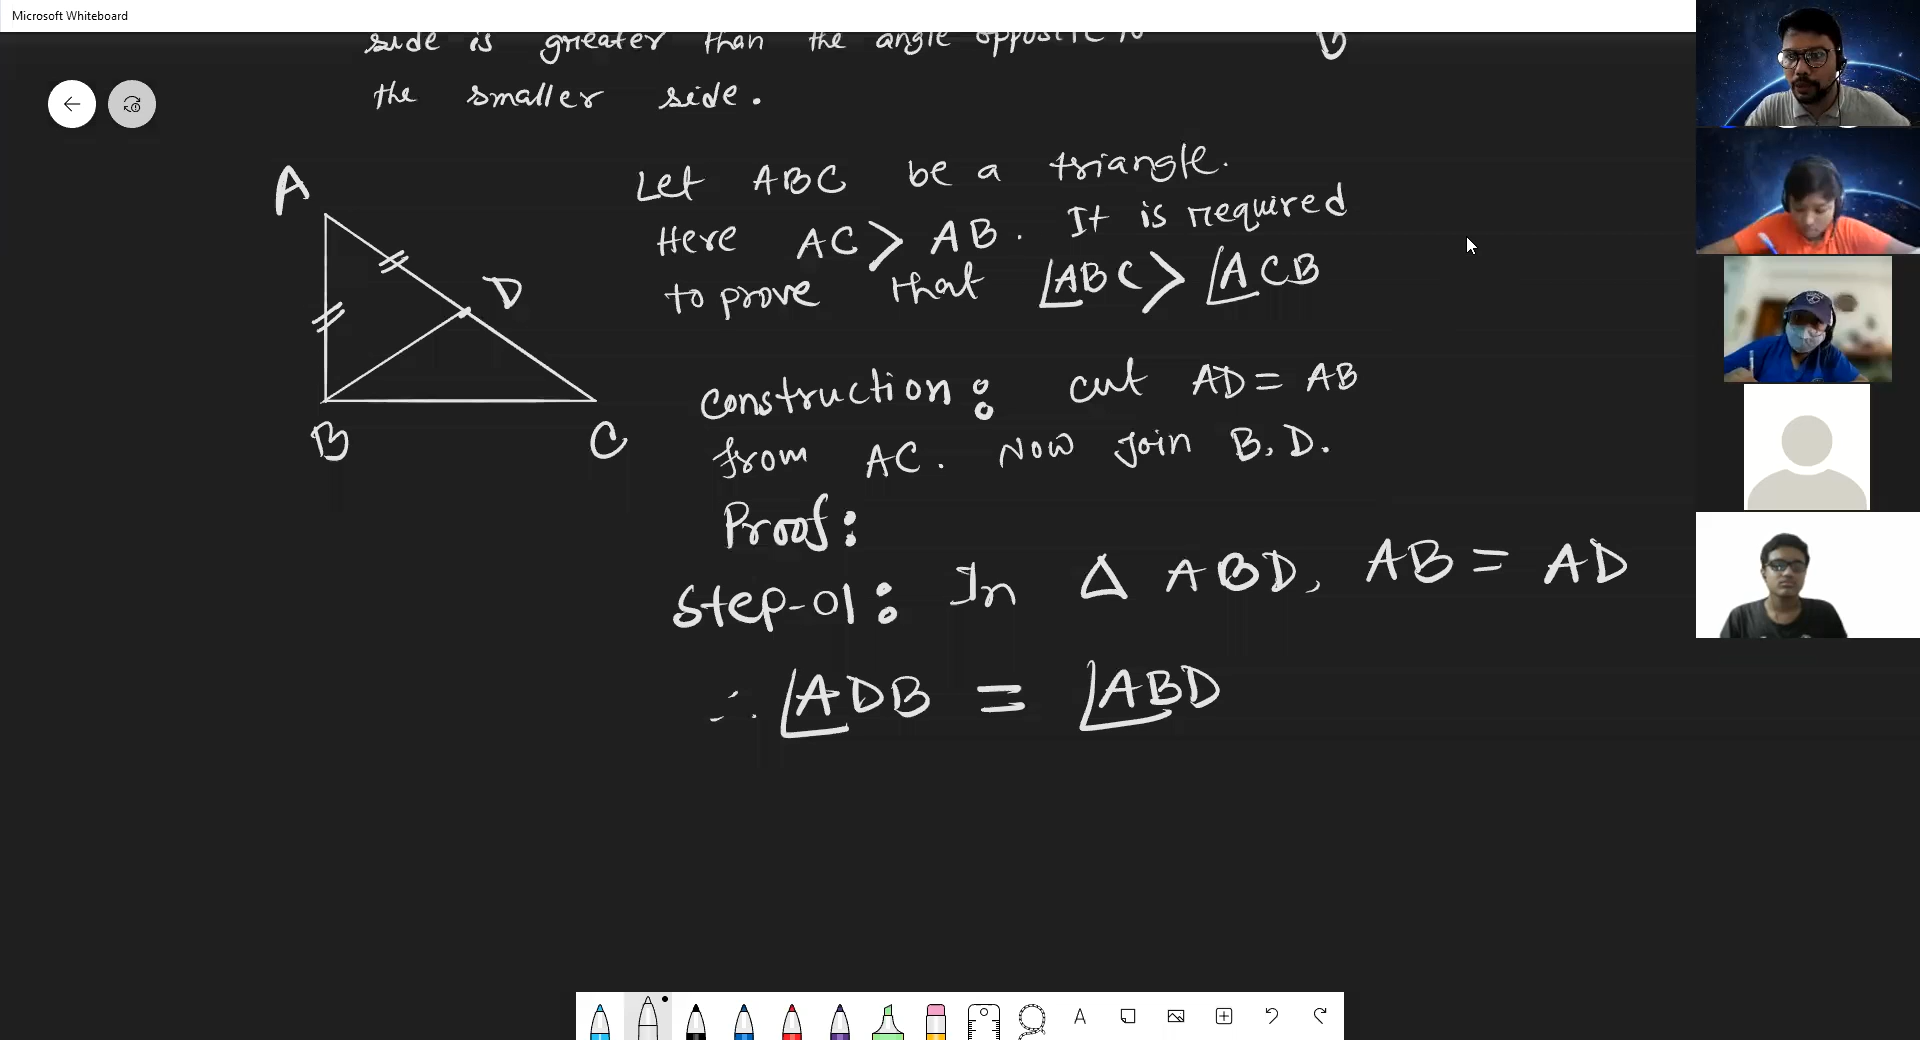 Microsoft Whiteboard
side is greater than the angle opposite to
the smaller side.
A
D
B
C
Let ABC be a triangle.
Here AC > AB. It is required
to prove that ∠ABC > ∠ACB
Construction: cut AD = AB
from AC. Now join B, D.
Proof:
Step-01: In Δ ABD, AB = AD
∴ ∠ADB = ∠ABD